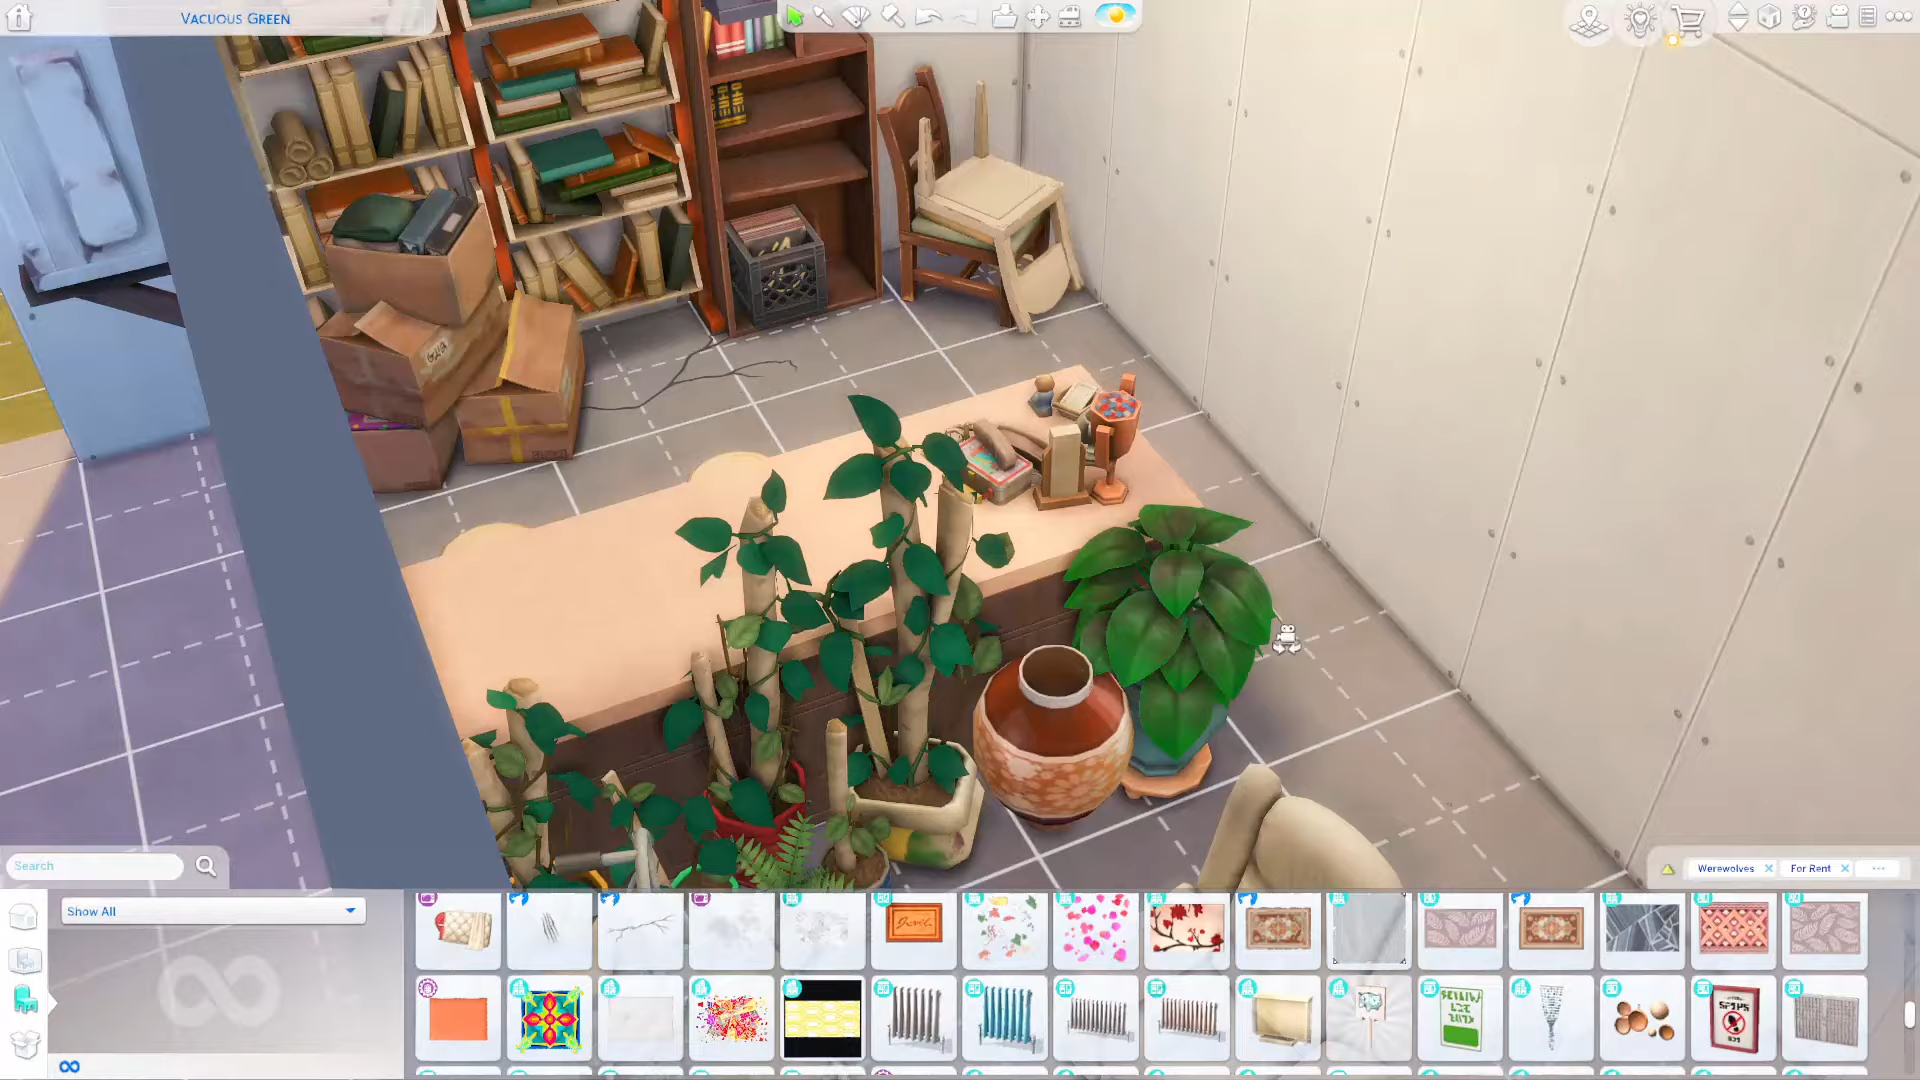 Vacuous Green
Search
Werewolves
For Rent
Show All